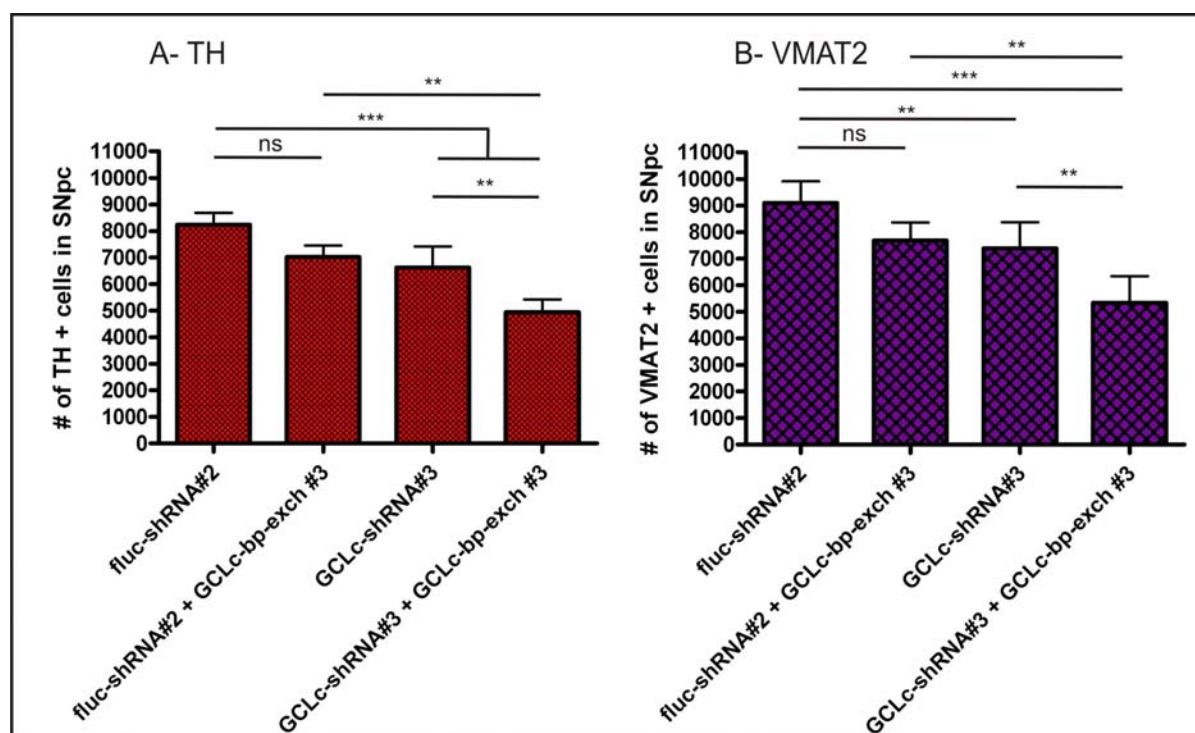 A- TH
**
***
ns
**
# of TH + cells in SNpc
11000
10000
9000
8000
7000
6000
5000
4000
3000
2000
1000
0
fluc-shRNA#2
fluc-shRNA#2 + GCLc-bp-exch #3
GCLc-shRNA#3
GCLc-shRNA#3 + GCLc-bp-exch #3
B- VMAT2
**
***
**
ns
**
# of VMAT2 + cells in SNpc
11000
10000
9000
8000
7000
6000
5000
4000
3000
2000
1000
0
fluc-shRNA#2
fluc-shRNA#2 + GCLc-bp-exch #3
GCLc-shRNA#3
GCLc-shRNA#3 + GCLc-bp-exch #3